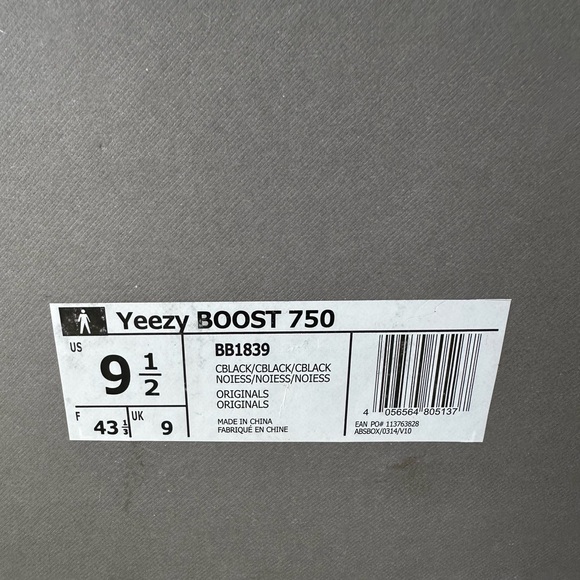 Yeezy BOOST 750
US
9 1/2
F
43 1/3
UK
9
BB1839
CBLACK/CBLACK/CBLACK
NOIESS/NOIESS/NOIESS
ORIGINALS
ORIGINALS
MADE IN CHINA
FABRIQUÉ EN CHINE
4 056564 805137
EAN PO# 113763828
ABSBOX/0314/V10